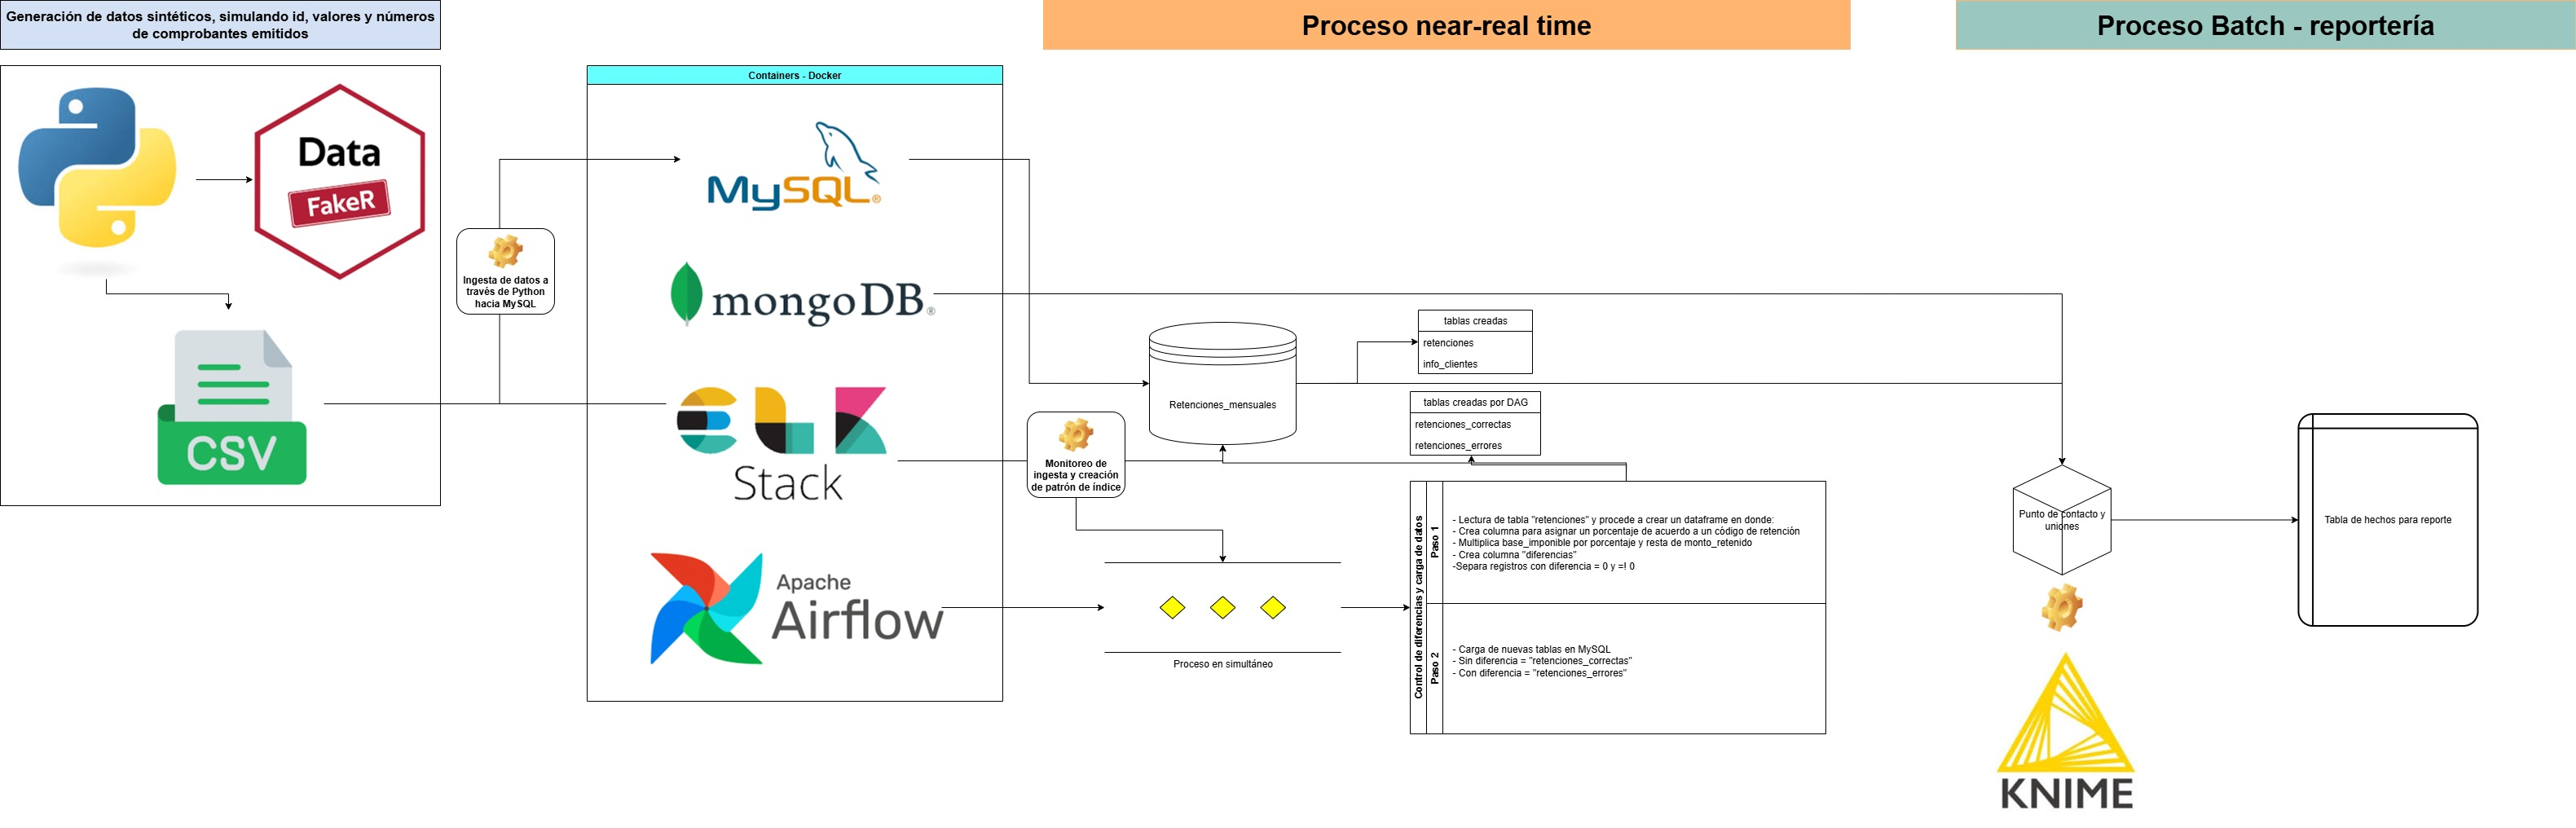 Generación de datos sintéticos, simulando id, valores y números
de comprobantes emitidos
Proceso near-real time
Proceso Batch - reportería
Data
FakeR
CSV
Ingesta de datos a
través de Python
hacia MySQL
Containers - Docker
MySQL®
mongoDB®
Stack
Apache
Airflow
Monitoreo de
ingesta y creación
de patrón de índice
Retenciones_mensuales
tablas creadas
retenciones
info_clientes
tablas creadas por DAG
retenciones_correctas
retenciones_errores
Proceso en simultáneo
Control de diferencias y carga de datos
Paso 1
- Lectura de tabla "retenciones" y procede a crear un dataframe en donde:
- Crea columna para asignar un porcentaje de acuerdo a un código de retención
- Multiplica base_imponible por porcentaje y resta de monto_retenido
- Crea columna "diferencias"
-Separa registros con diferencia = 0 y =! 0
Paso 2
- Carga de nuevas tablas en MySQL
- Sin diferencia = "retenciones_correctas"
- Con diferencia = "retenciones_errores"
Punto de contacto y
uniones
KNIME
Tabla de hechos para reporte